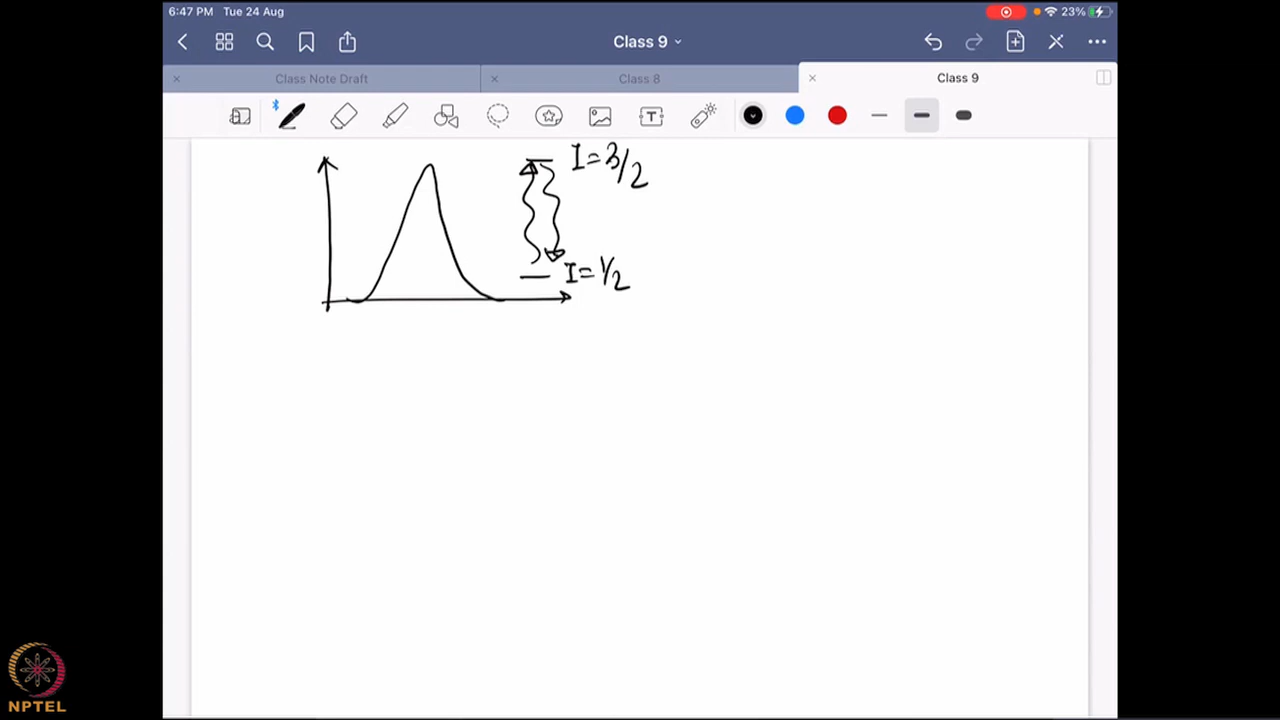 6:47 PM Tue 24 Aug
23%
Class 9
Class Note Draft
Class 8
Class 9
T
I=3/2
I=1/2
NPTEL